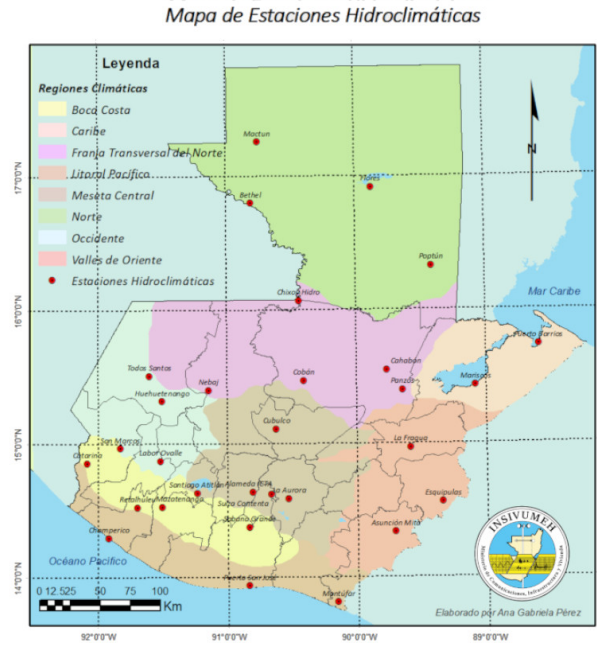 Mapa de Estaciones Hidroclimáticas
Leyenda
Regiones Climáticas
Boca Costa
Caribe
Franja Transversal del Norte
Litoral Pacífico
Meseta Central
Norte
Occidente
Valles de Oriente
Estaciones Hidroclimáticas
N
Mactun
Flores
Bethel
Poptún
Chixoy Hidro
Mar Caribe
Puerto Barrios
Todos Santos
Nebaj
Cobán
Cahabón
Panzós
Mariscos
Huehuetenango
Cubulco
La Fragua
San Marcos
Catarina
Labor Ovalle
Santiago Atitlán
Alameda ICTA
La Aurora
Esquipulas
Retalhuleu
Mazatenango
Suiza Contenta
Sabana Grande
Asunción Mita
Champerico
Océano Pacífico
Puerto San José
Montúfar
INSIVUMEH
0 12.525 50 75 100
Km
Elaborado por Ana Gabriela Pérez
17°0'0"N
16°0'0"N
15°0'0"N
14°0'0"N
92°0'0"W
91°0'0"W
90°0'0"W
89°0'0"W